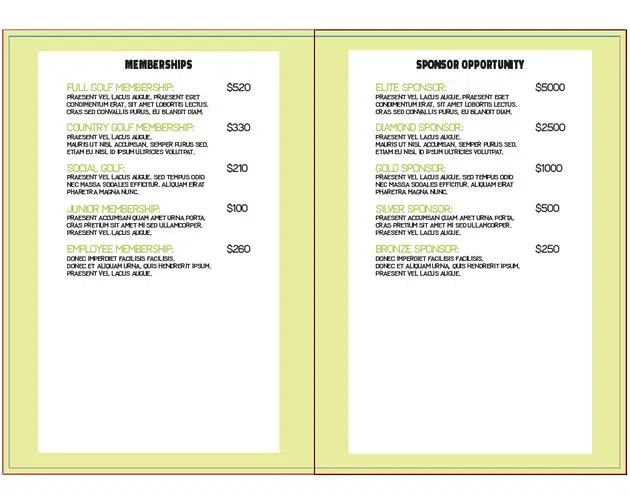 MEMBERSHIPS
FULL GOLF MEMBERSHIP: $520
PRAESENT VEL LACUS AUGUE, PRAESENT EGET
CONDIMENTUM ERAT, SIT AMET LOBORTIS LECTUS,
CRAS SED CONVALLIS PURUS, EU BLANDIT DIAM.
COUNTRY GOLF MEMBERSHIP: $330
PRAESENT VEL LACUS AUGUE,
MAURIS UT NISL ACCUMSAN, SEMPER PURUS SED,
ETIAM EU NISL ID IPSUM ULTRICIES VOLUTPAT.
SOCIAL GOLF: $210
PRAESENT VEL LACUS AUGUE, SED TEMPUS ODIO
NEC MASSA SODALES EFFICITUR. ALIQUAM ERAT
PHARETRA MAGNA NUNC.
JUNIOR MEMBERSHIP: $100
PRAESENT ACCUMSAN QUAM AMET URNA PORTA,
CRAS PRETIUM SIT AMET MI SED ULLAMCORPER.
PRAESENT VEL LACUS AUGUE,
EMPLOYEE MEMBERSHIP: $260
DONEC IMPERDIET FACILISIS FACILISIS,
DONEC ET ALIQUAM URNA, QUIS HENDRERIT IPSUM,
PRAESENT VEL LACUS AUGUE,
SPONSOR OPPORTUNITY
ELITE SPONSOR: $5000
PRAESENT VEL LACUS AUGUE, PRAESENT EGET
CONDIMENTUM ERAT, SIT AMET LOBORTIS LECTUS,
CRAS SED CONVALLIS PURUS, EU BLANDIT DIAM.
DIAMOND SPONSOR: $2500
PRAESENT VEL LACUS AUGUE,
MAURIS UT NISL ACCUMSAN, SEMPER PURUS SED,
ETIAM EU NISL ID IPSUM ULTRICIES VOLUTPAT.
GOLD SPONSOR: $1000
PRAESENT VEL LACUS AUGUE, SED TEMPUS ODIO
NEC MASSA SODALES EFFICITUR. ALIQUAM ERAT
PHARETRA MAGNA NUNC.
SILVER SPONSOR: $500
PRAESENT ACCUMSAN QUAM AMET URNA PORTA,
CRAS PRETIUM SIT AMET MI SED ULLAMCORPER.
PRAESENT VEL LACUS AUGUE,
BRONZE SPONSOR: $250
DONEC IMPERDIET FACILISIS FACILISIS,
DONEC ET ALIQUAM URNA, QUIS HENDRERIT IPSUM,
PRAESENT VEL LACUS AUGUE,